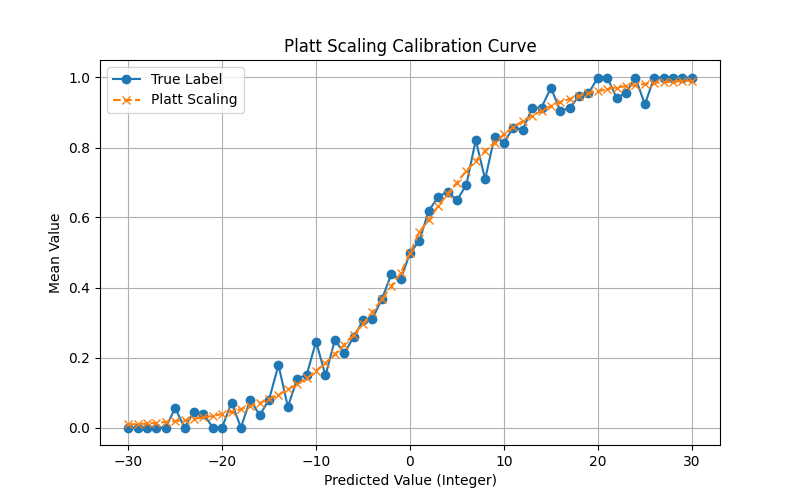 Platt Scaling Calibration Curve
True Label
Platt Scaling
1.0
0.8
0.6
0.4
0.2
0.0
Mean Value
−30
−20
−10
0
10
20
30
Predicted Value (Integer)